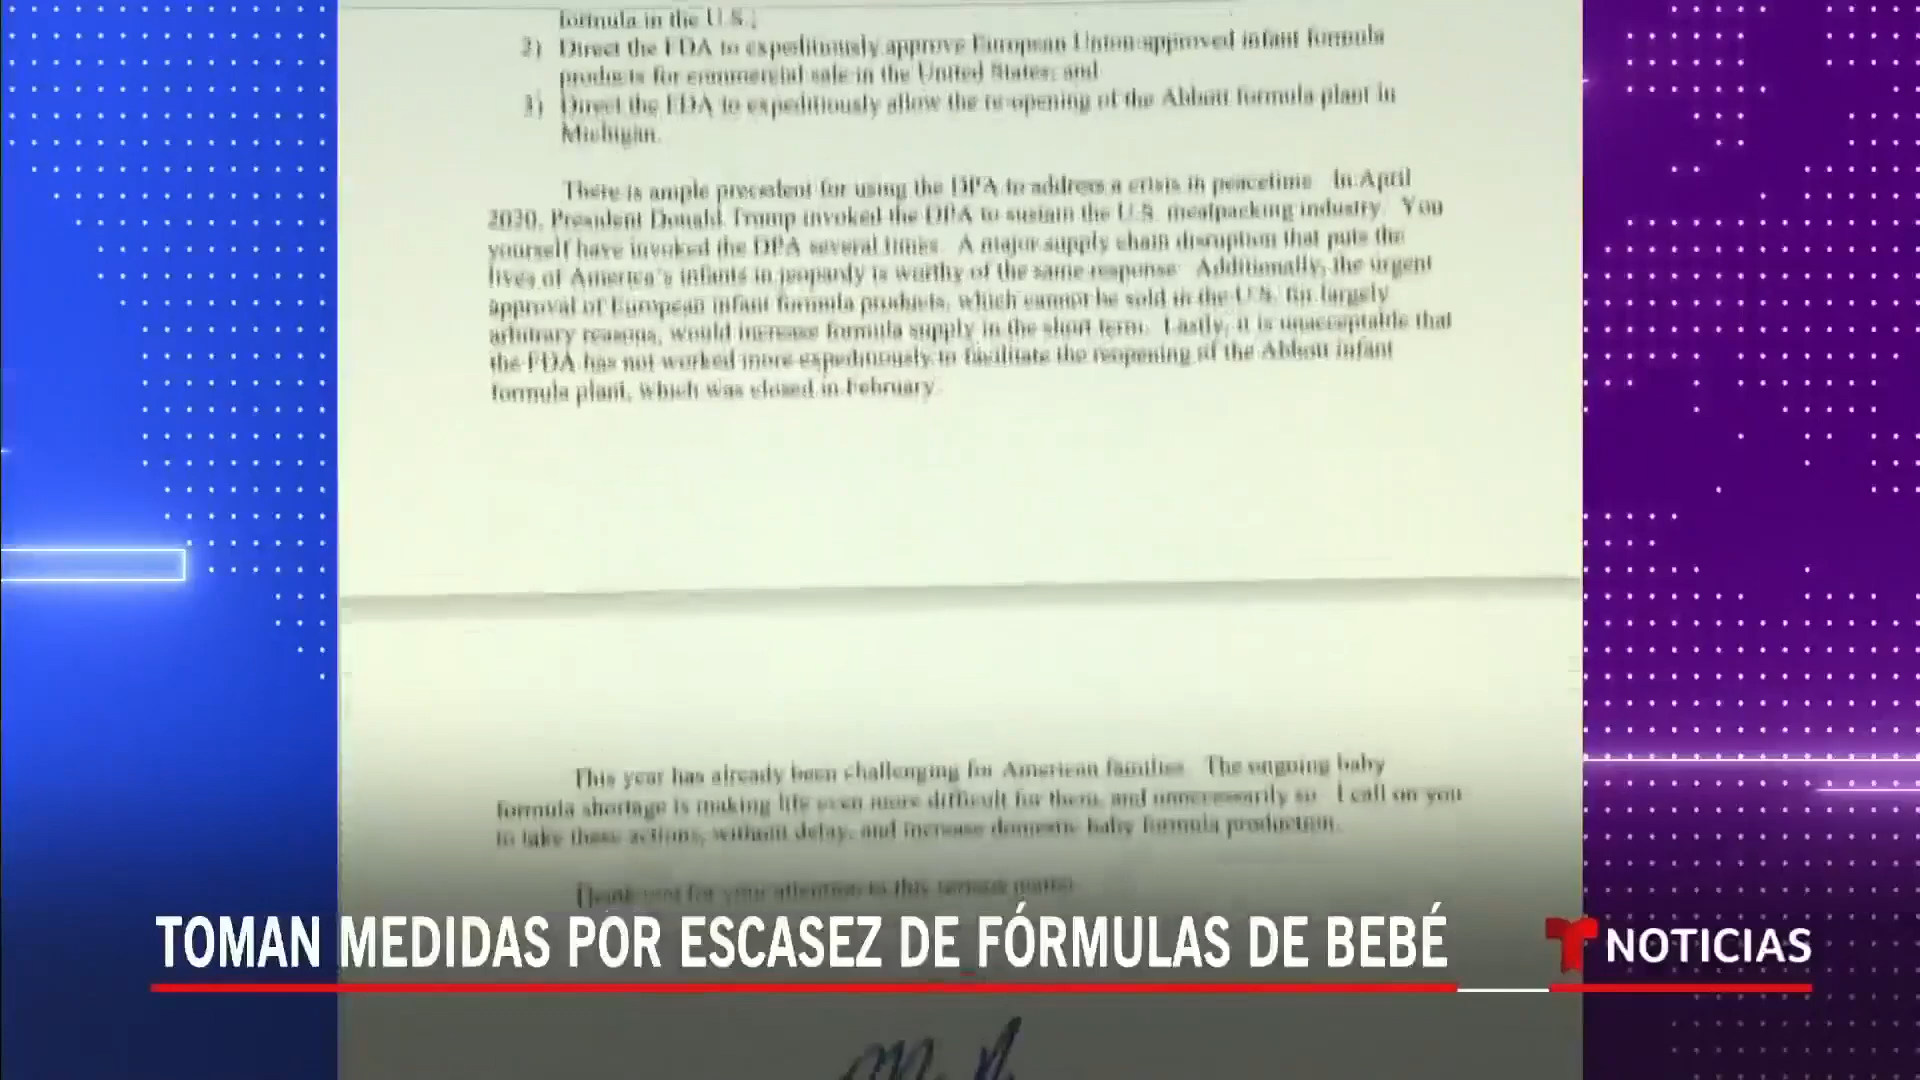 formula in the U.S.;
2) Direct the FDA to expeditiously approve European Union-approved infant formula
products for commercial sale in the United States; and
3) Direct the FDA to expeditiously allow the re-opening of the Abbott formula plant in
Michigan.
There is ample precedent for using the DPA to address a crisis in peacetime. In April
2020, President Donald Trump invoked the DPA to sustain the U.S. meatpacking industry. You
yourself have invoked the DPA several times. A major supply chain disruption that puts the
lives of America's infants in jeopardy is worthy of the same response. Additionally, the urgent
approval of European infant formula products, which cannot be sold in the U.S. for largely
arbitrary reasons, would increase formula supply in the short term. Lastly, it is unacceptable that
the FDA has not worked more expeditiously to facilitate the reopening of the Abbott infant
formula plant, which was closed in February.
This year has already been challenging for American families. The ongoing baby
formula shortage is making life even more difficult for them, and unnecessarily so. I call on you
to take these actions, without delay, and increase domestic baby formula production.
Thank you for your attention to this serious matter.
TOMAN MEDIDAS POR ESCASEZ DE FÓRMULAS DE BEBÉ
NOTICIAS